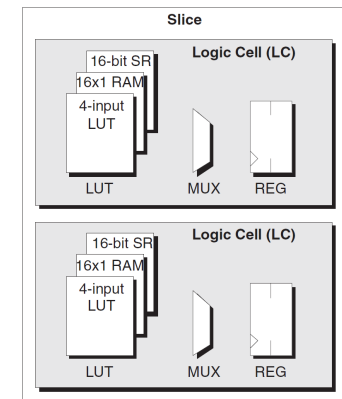 Slice
Logic Cell (LC)
16-bit SR
16x1 RAM
4-input
LUT
LUT
MUX
REG
Logic Cell (LC)
16-bit SR
16x1 RAM
4-input
LUT
LUT
MUX
REG